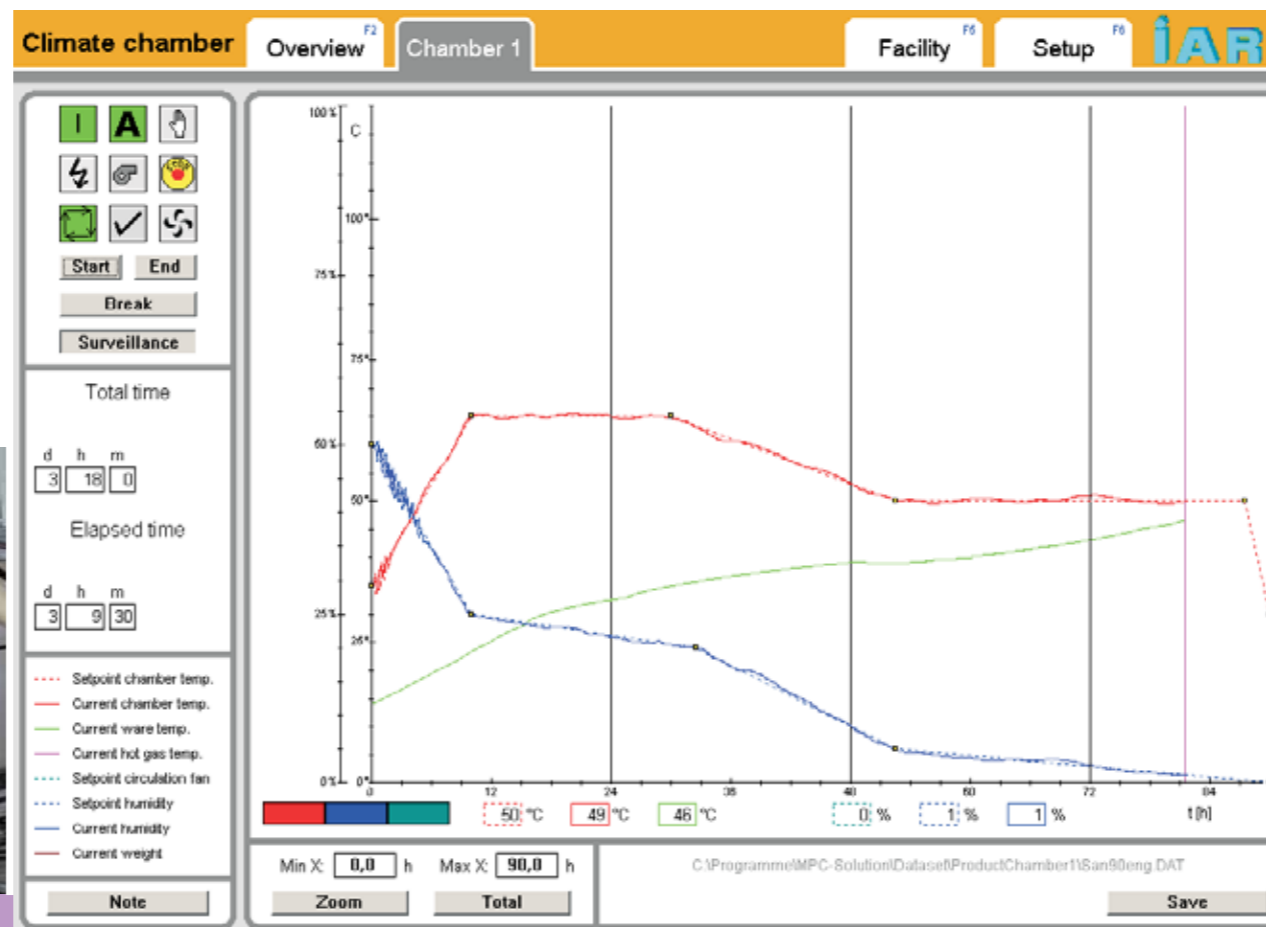 Climate chamber
Overview F2
Chamber 1
Facility F5
Setup F6
iAR
I A
STOP
Start End
Break
Surveillance
Total time
d h m
3 18 0
Elapsed time
d h m
3 9 30
Setpoint chamber temp.
Current chamber temp.
Current ware temp.
Current hot gas temp.
Setpoint circulation fan
Setpoint humidity
Current humidity
Current weight
Note
100%
C
100°
75%
75°
50%
50°
25%
25°
0% 0°
0 12 24 36 48 60 72 84
50 °C 49 °C 46 °C 0 % 1 % 1 % t [h]
Min X: 0,0 h Max X: 90,0 h
Zoom Total
C:\Programme\MPC-Solution\Dataset\ProductChamber1\San90eng.DAT
Save